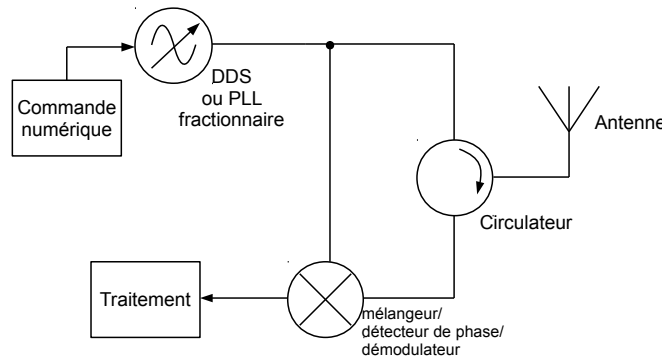 DDS
ou PLL
fractionnaire
Commande
numérique
Antenne
Circulateur
Traitement
mélangeur/
détecteur de phase/
démodulateur